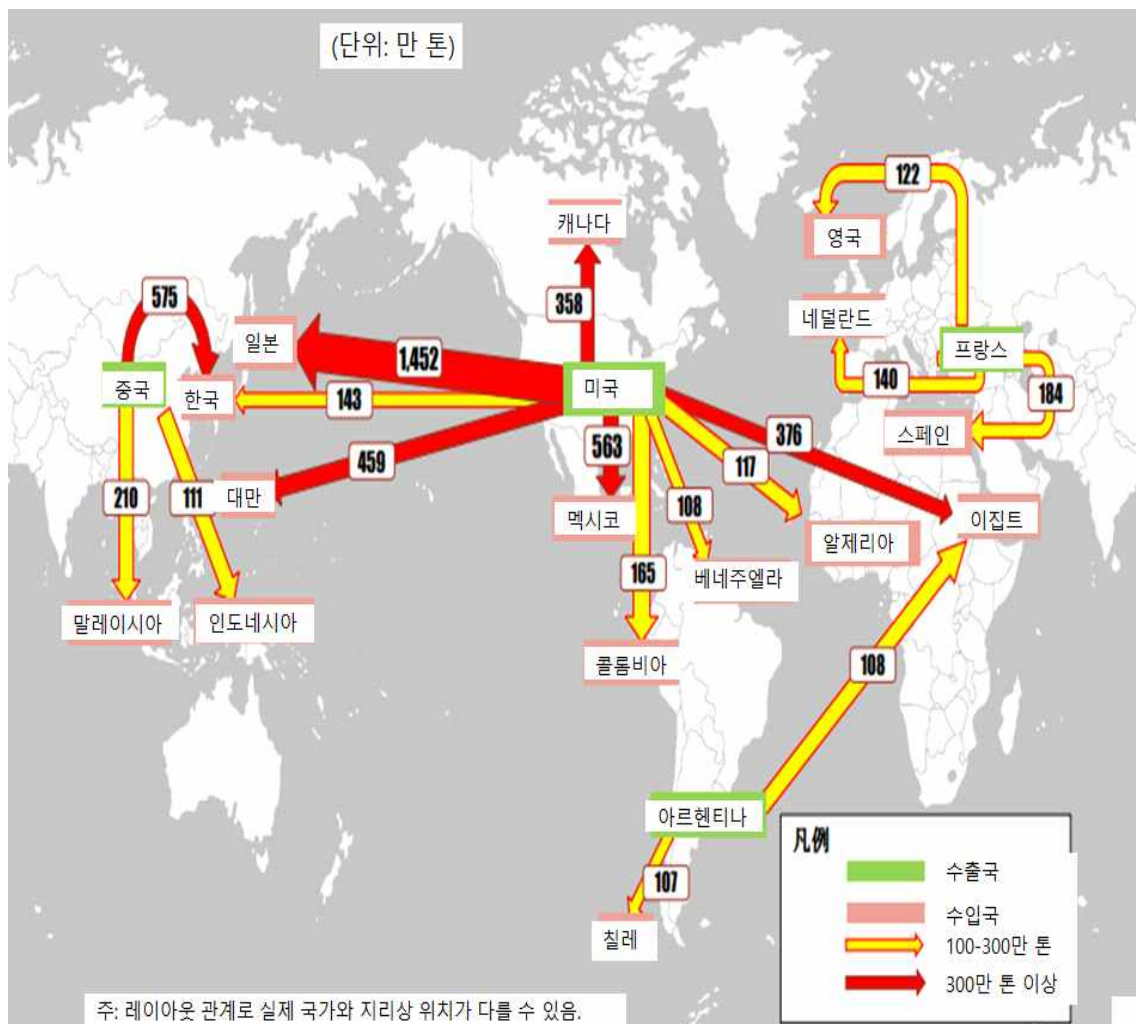 (단위: 만 톤)
122
캐나다
영국
575
358
네덜란드
일본
1,452
프랑스
중국
한국
143
미국
140
184
376
스페인
563
117
459
210
111
대만
108
멕시코
이집트
알제리아
165
베네주엘라
말레이시아
인도네시아
콜롬비아
108
아르헨티나
凡例
수출국
107
수입국
칠레
100-300만 톤
300만 톤 이상
주: 레이아웃 관계로 실제 국가와 지리상 위치가 다를 수 있음.